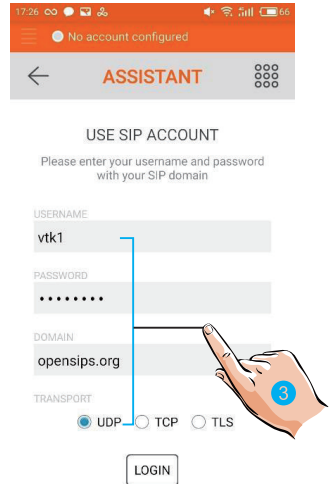 17:26 66
No account configured
ASSISTANT
USE SIP ACCOUNT
Please enter your username and password
with your SIP domain
USERNAME
vtk1
PASSWORD
••••••••
DOMAIN
opensips.org
TRANSPORT
UDP TCP TLS
3
LOGIN